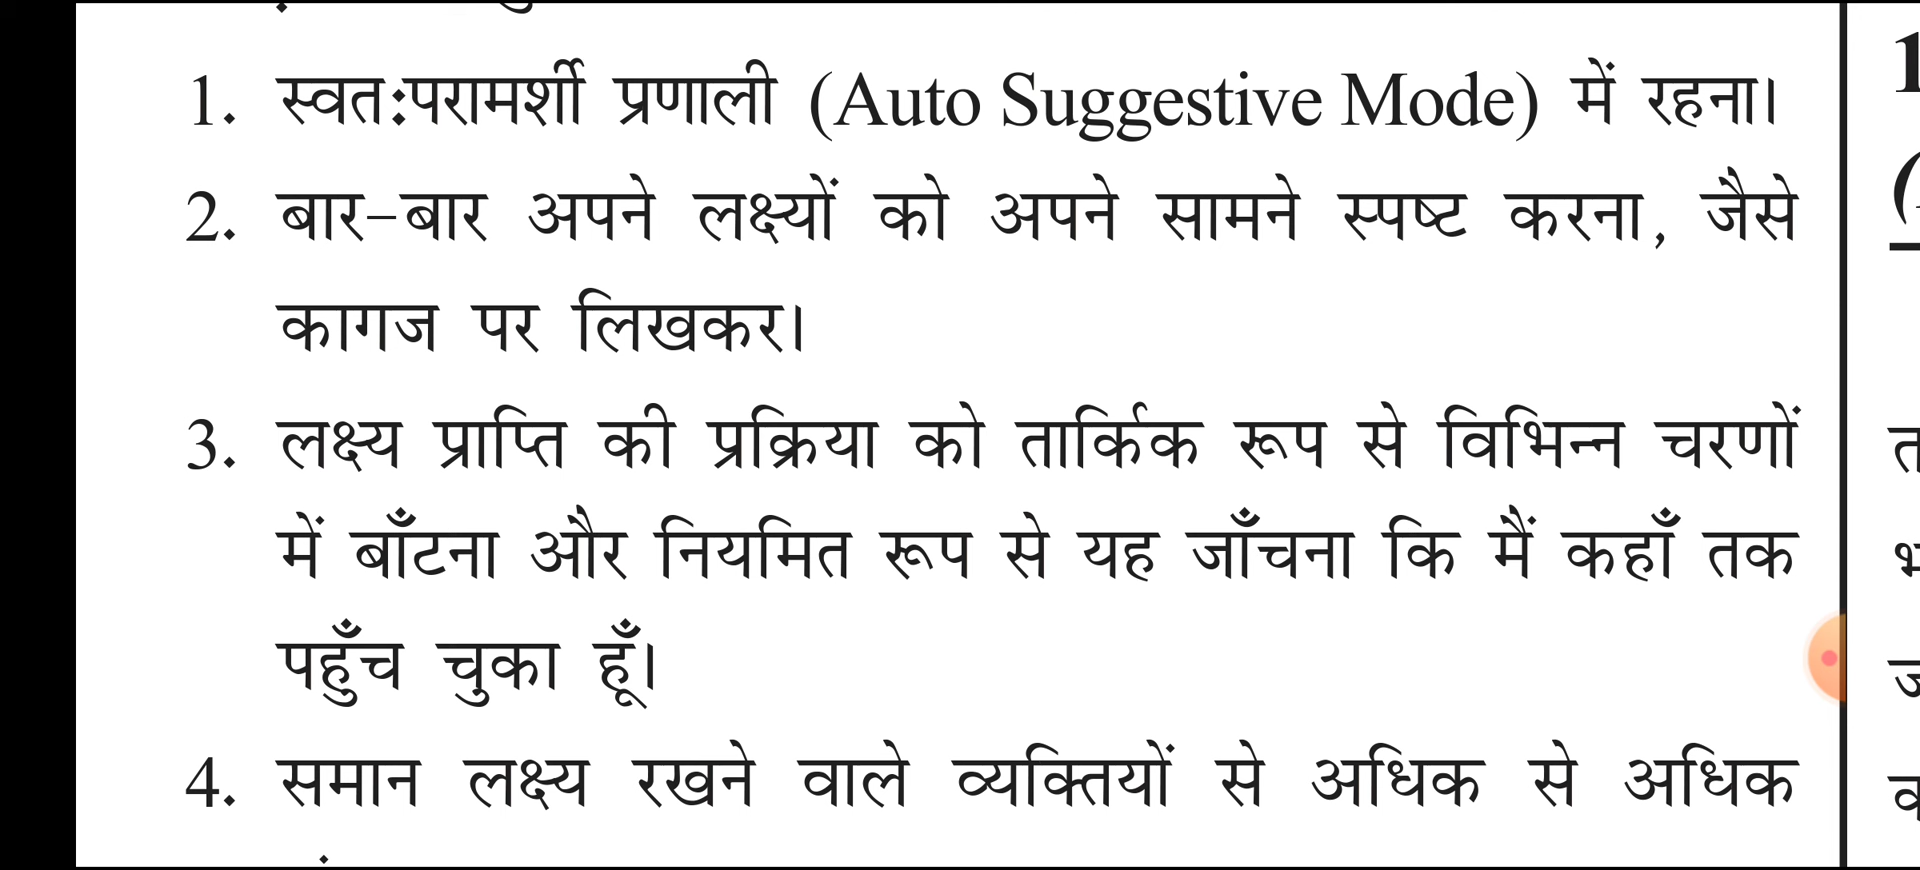 1. स्वतःपरामर्शी प्रणाली (Auto Suggestive Mode) में रहना।
2. बार-बार अपने लक्ष्यों को अपने सामने स्पष्ट करना, जैसे
कागज पर लिखकर।
3. लक्ष्य प्राप्ति की प्रक्रिया को तार्किक रूप से विभिन्न चरणों
में बाँटना और नियमित रूप से यह जाँचना कि मैं कहाँ तक
पहुँच चुका हूँ।
4. समान लक्ष्य रखने वाले व्यक्तियों से अधिक से अधिक